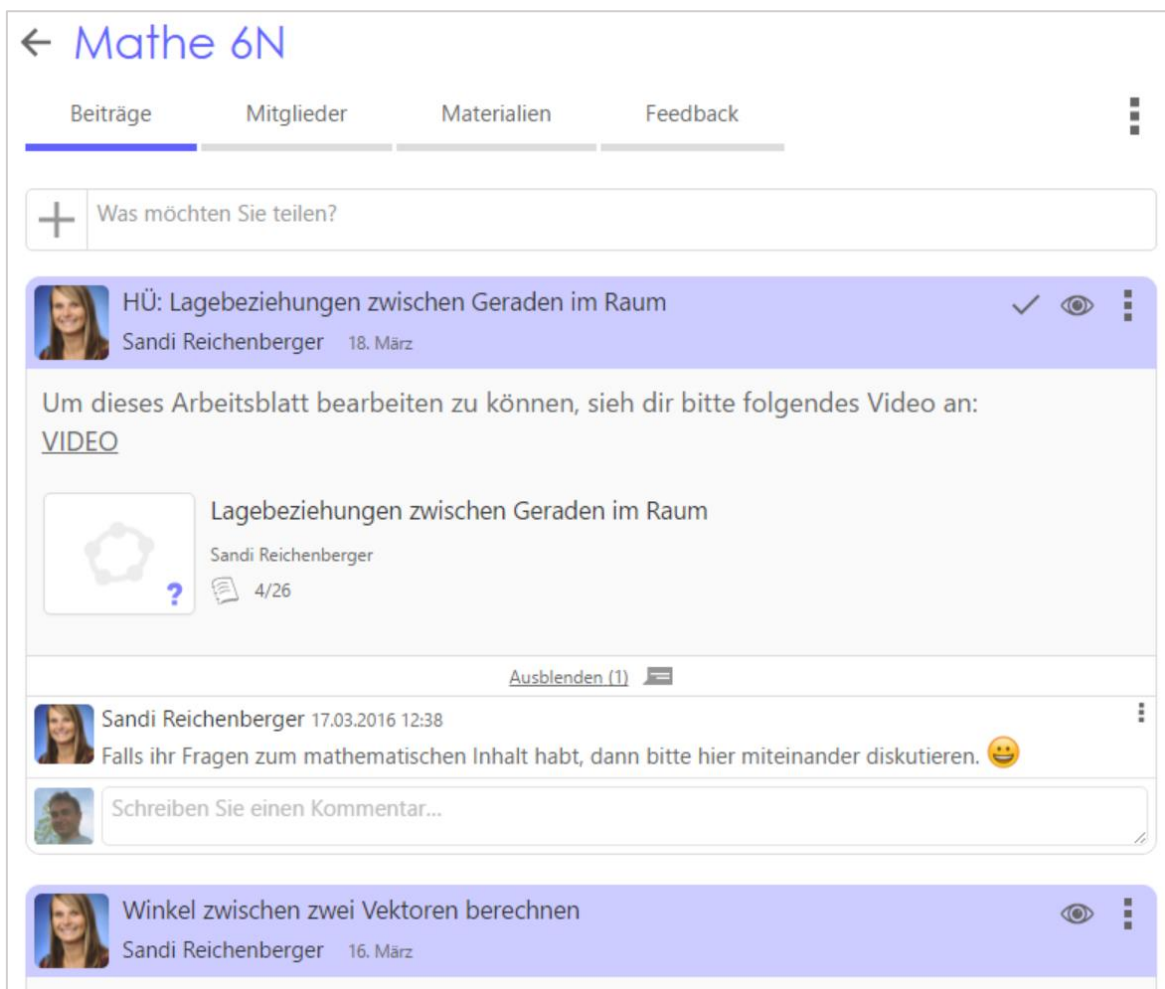 Mathe 6N
Beiträge Mitglieder Materialien Feedback
Was möchten Sie teilen?
HÜ: Lagebeziehungen zwischen Geraden im Raum
Sandi Reichenberger 18. März
Um dieses Arbeitsblatt bearbeiten zu können, sieh dir bitte folgendes Video an:
VIDEO
Lagebeziehungen zwischen Geraden im Raum
Sandi Reichenberger
? 4/26
Ausblenden (1)
Sandi Reichenberger 17.03.2016 12:38
Falls ihr Fragen zum mathematischen Inhalt habt, dann bitte hier miteinander diskutieren. 😀
Schreiben Sie einen Kommentar...
Winkel zwischen zwei Vektoren berechnen
Sandi Reichenberger 16. März